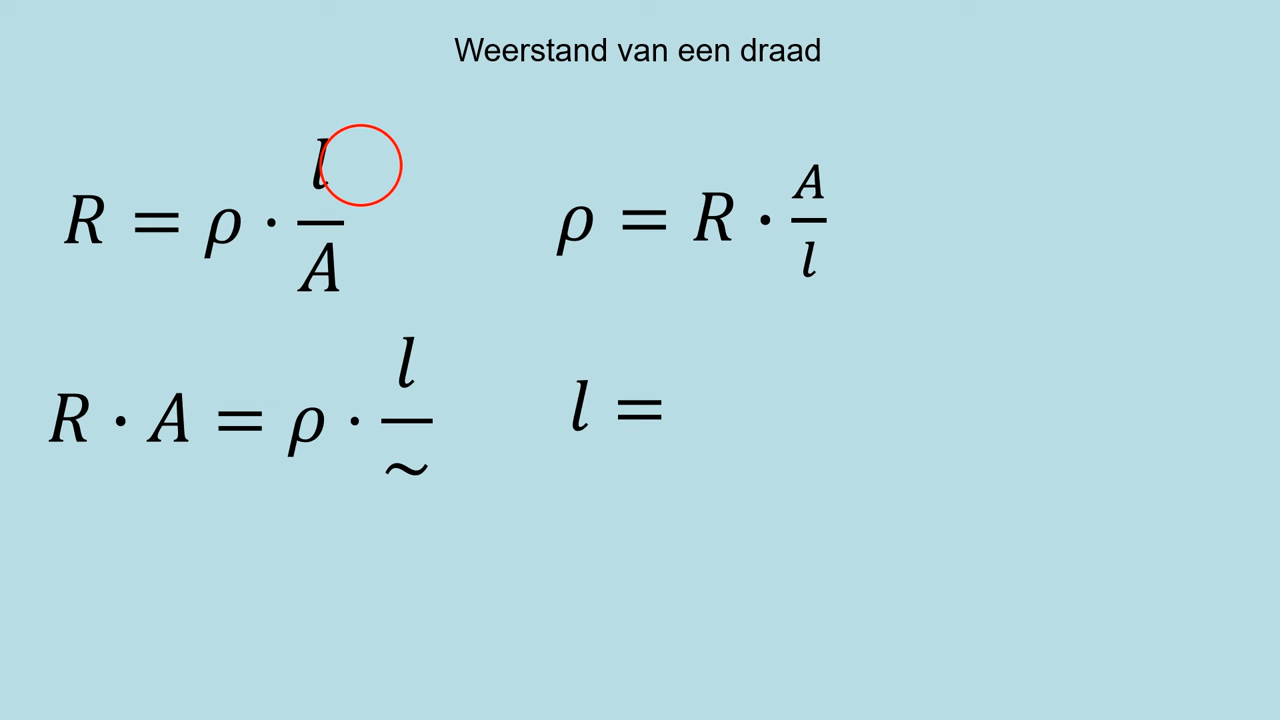 Weerstand van een draad
R = ρ · l/A
ρ = R · A/l
R · A = ρ · l/~
l =